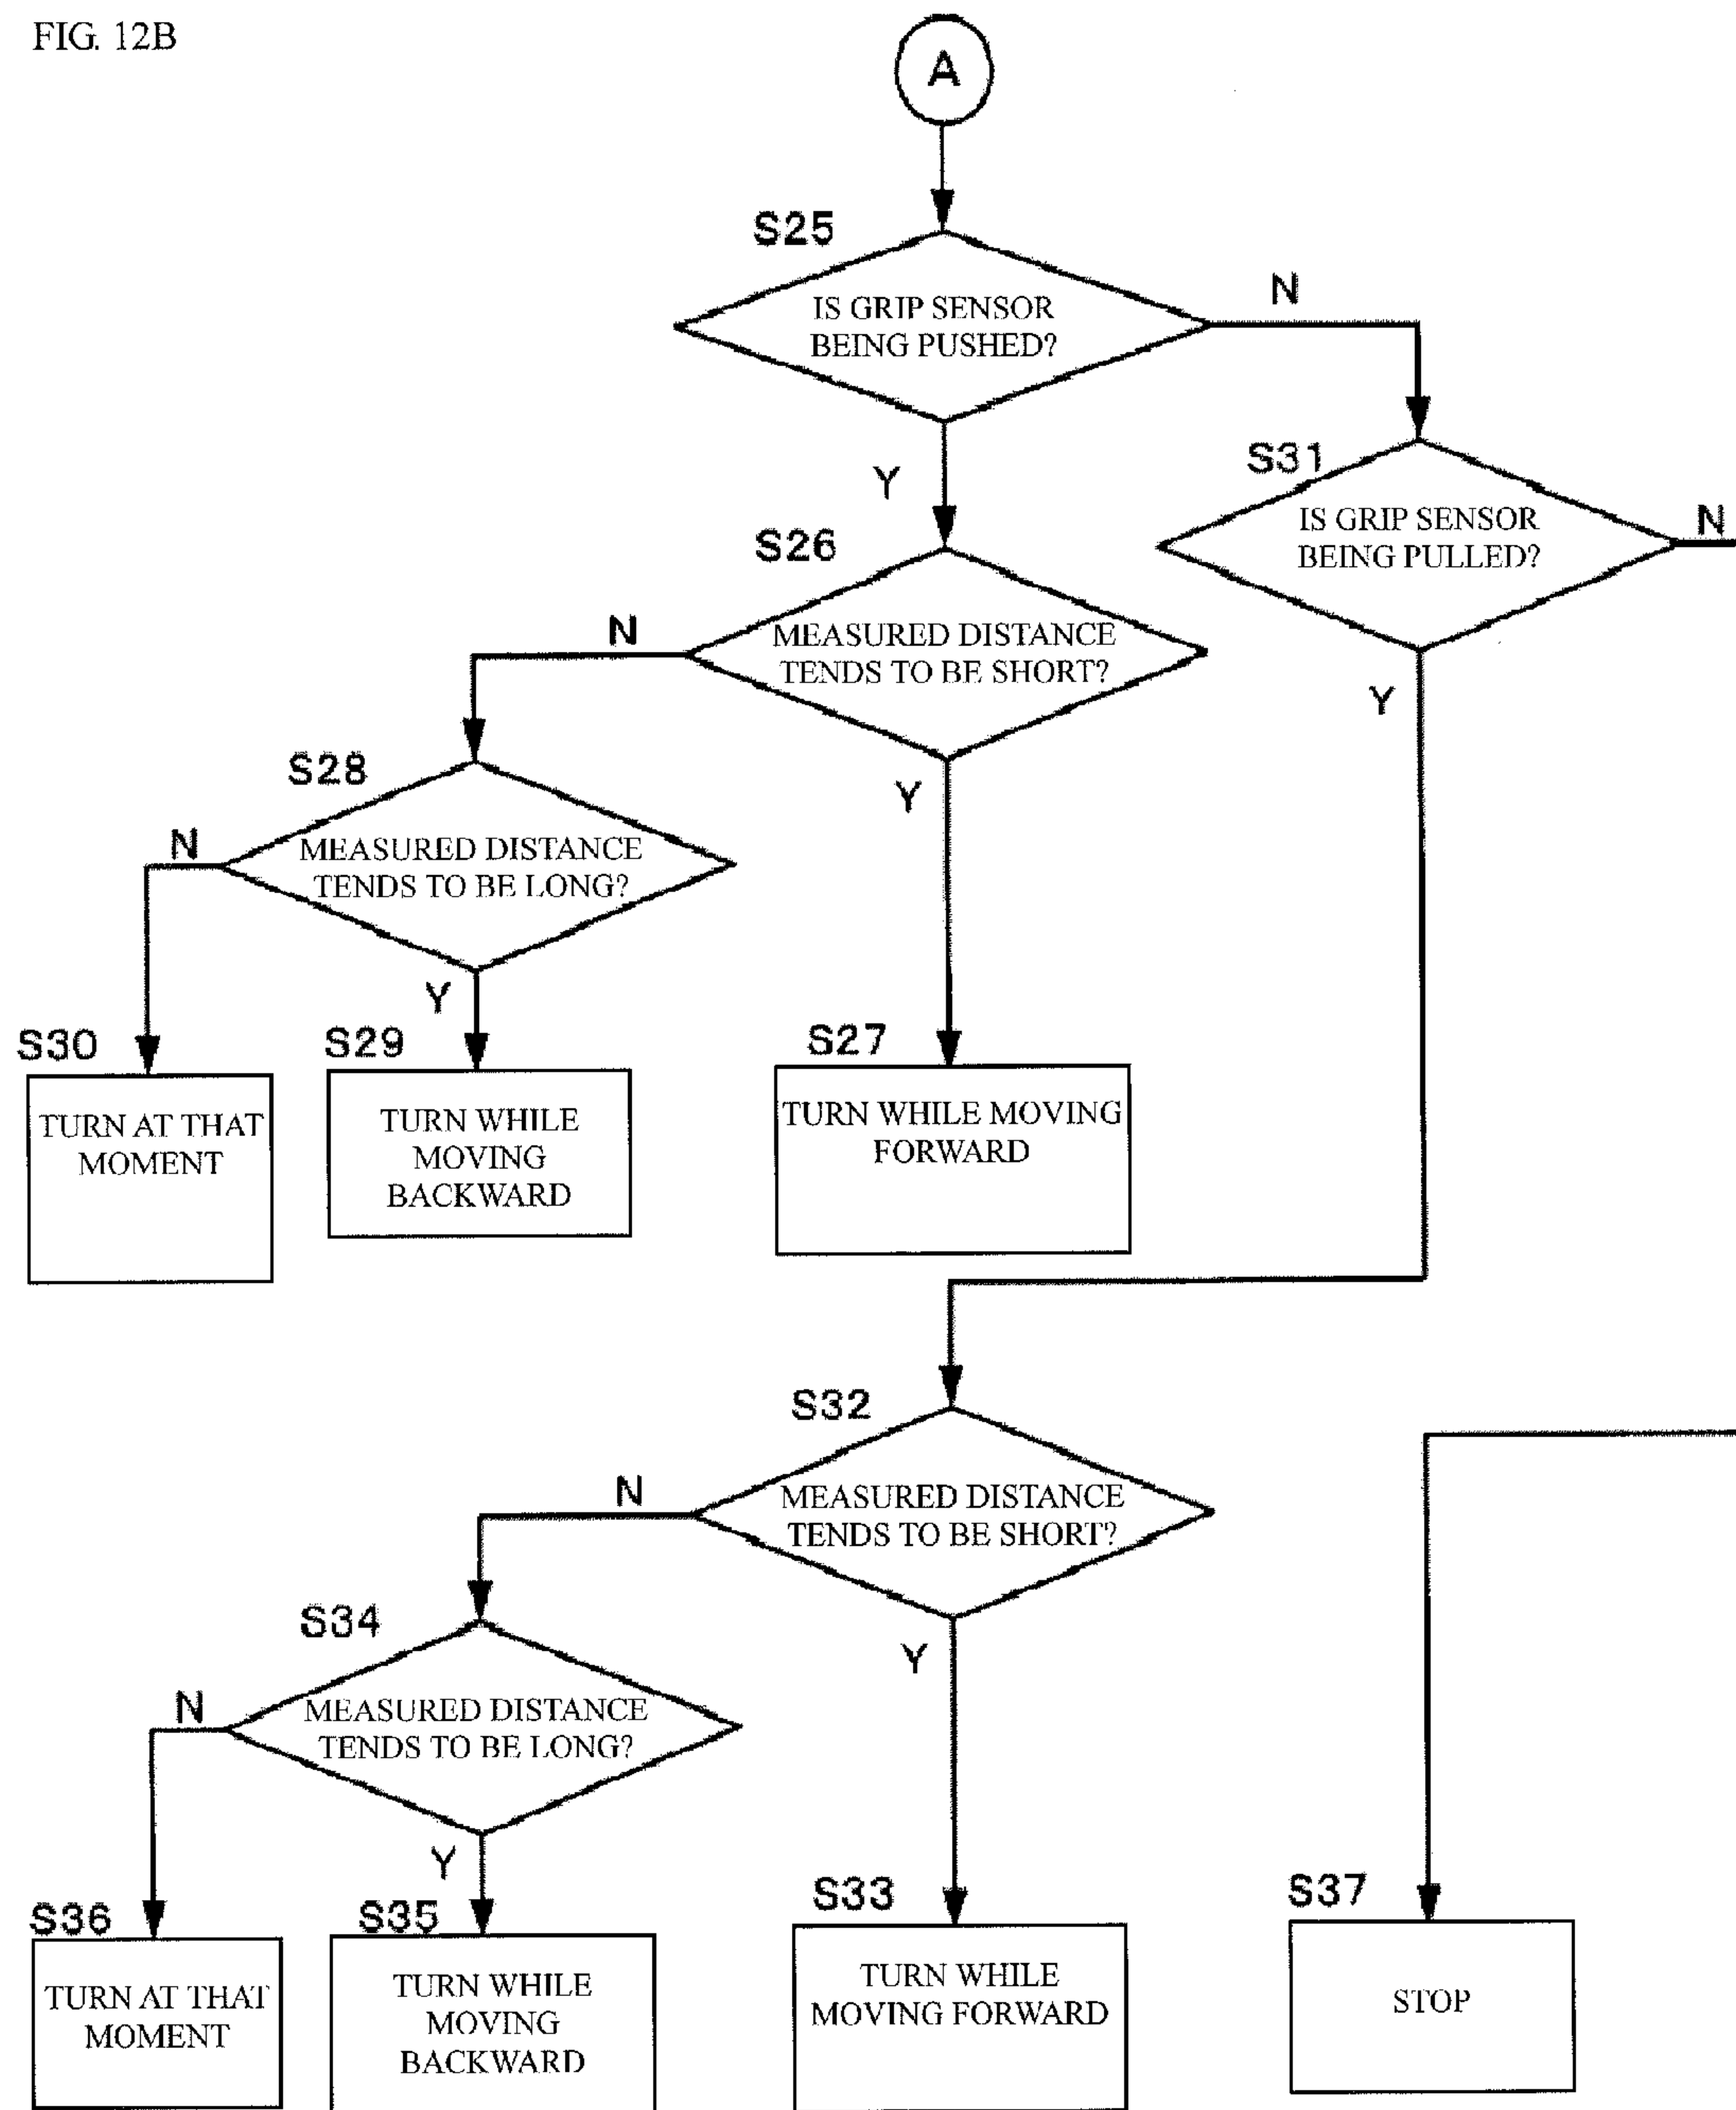 FIG. 12B
A
S25
IS GRIP SENSOR
BEING PUSHED?
N
Y
S31
IS GRIP SENSOR
BEING PULLED?
N
Y
S26
MEASURED DISTANCE
TENDS TO BE SHORT?
N
Y
S28
MEASURED DISTANCE
TENDS TO BE LONG?
N
Y
S30
TURN AT THAT
MOMENT
S29
TURN WHILE
MOVING
BACKWARD
S27
TURN WHILE MOVING
FORWARD
S32
MEASURED DISTANCE
TENDS TO BE SHORT?
N
Y
S34
MEASURED DISTANCE
TENDS TO BE LONG?
N
Y
S36
TURN AT THAT
MOMENT
S35
TURN WHILE
MOVING
BACKWARD
S33
TURN WHILE
MOVING FORWARD
S37
STOP